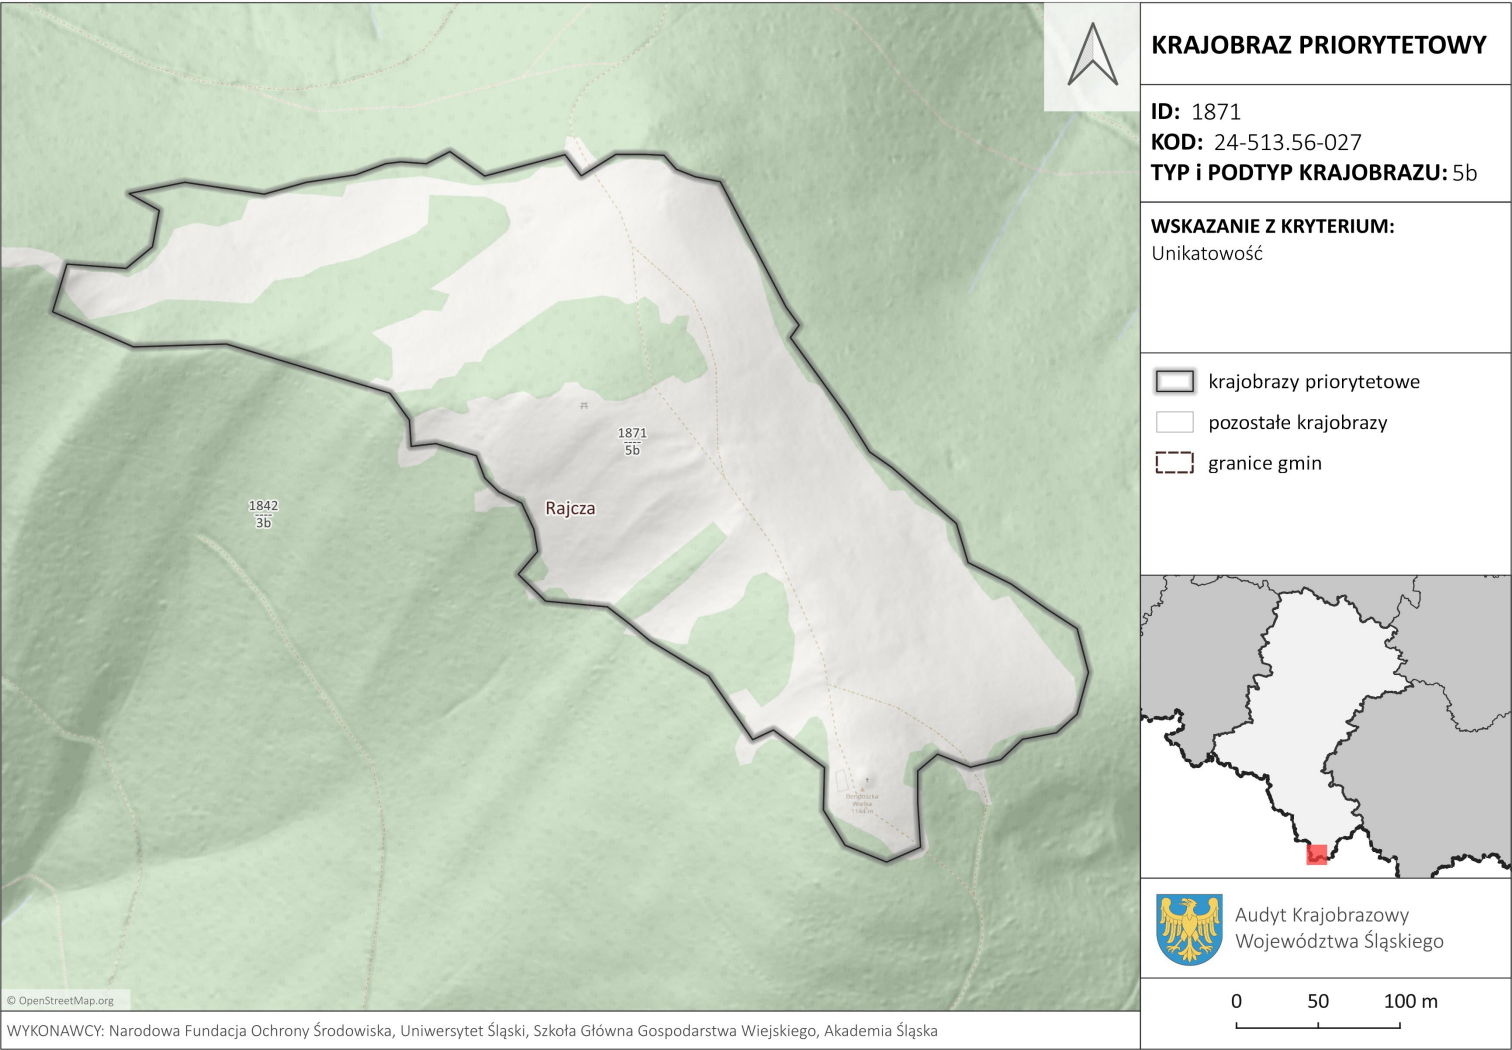 KRAJOBRAZ PRIORYTETOWY
ID: 1871
KOD: 24-513.56-027
TYP i PODTYP KRAJOBRAZU: 5b
WSKAZANIE Z KRYTERIUM:
Unikatowość
krajobrazy priorytetowe
pozostałe krajobrazy
granice gmin
1871
5b
Rajcza
1842
3b
Wielka
Audyt Krajobrazowy
Województwa Śląskiego
0 50 100 m
© OpenStreetMap.org
WYKONAWCY: Narodowa Fundacja Ochrony Środowiska, Uniwersytet Śląski, Szkoła Główna Gospodarstwa Wiejskiego, Akademia Śląska